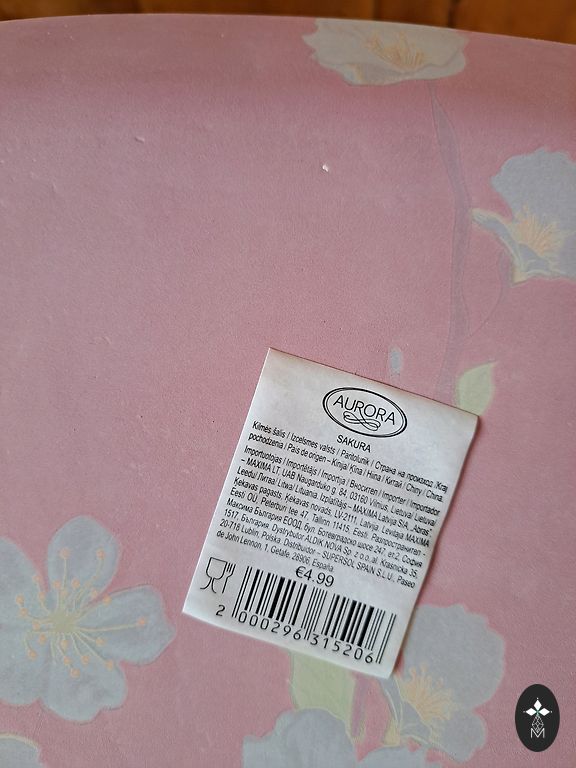 AURORA
SAKURA
Kilmės šalis / Izcelsmes valsts / Päritoluriik / Страна на произход /Kraj
pochodzenia / País de origen – Kinija/ Ķīna / Hiina / Китай / Chiny / China.
Importuotojas / Importētājs / Importija / Вносител / Importer / Importador
– MAXIMA LT, UAB Naugarduko g. 84, 03160 Vilnius, Lietuva/ Lietuva/
Leedu/ Литва/ Litwa/ Lituania. Izplatītājs – MAXIMA Latvija SIA, „Abras”,
Ķekavas pagasts, Ķekavas novads, LV-2111, Latvija. Levitaja MAXIMA
Eesti OÜ, Peterburi tee 47, Tallinn, 11415, Eesti. Разпространител -
Максима България ЕООД, бул. Ботевградско шосе 247, ет.2, София
1517, България. Dystrybutor ALDIK NOVA Sp. z o.o.,al. Kraśnicka 35,
20-718 Lublin, Polska. Distribuidor – SUPERSOL SPAIN S.L.U., Paseo
de John Lennon, 1, Getafe, 28906, España
€4.99
2 000296 315206
M